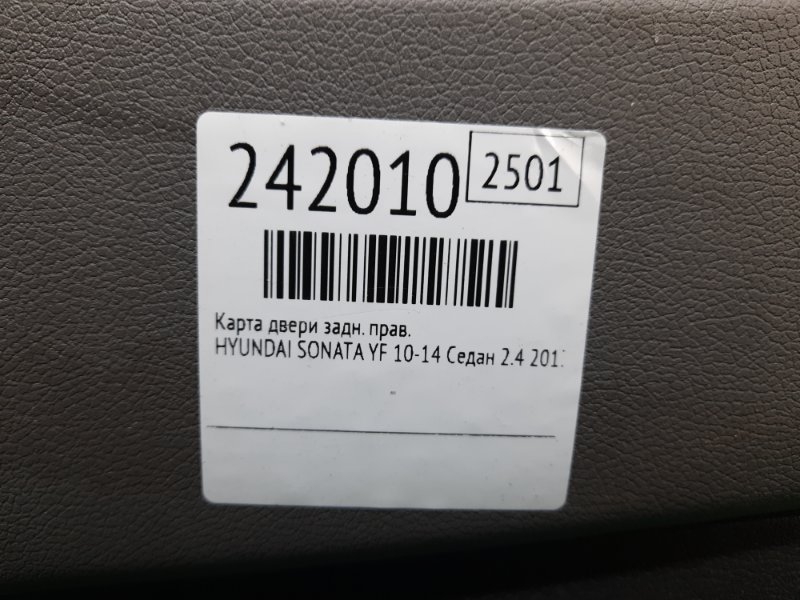 242010 2501
Карта двери задн. прав.
HYUNDAI SONATA YF 10-14 Седан 2.4